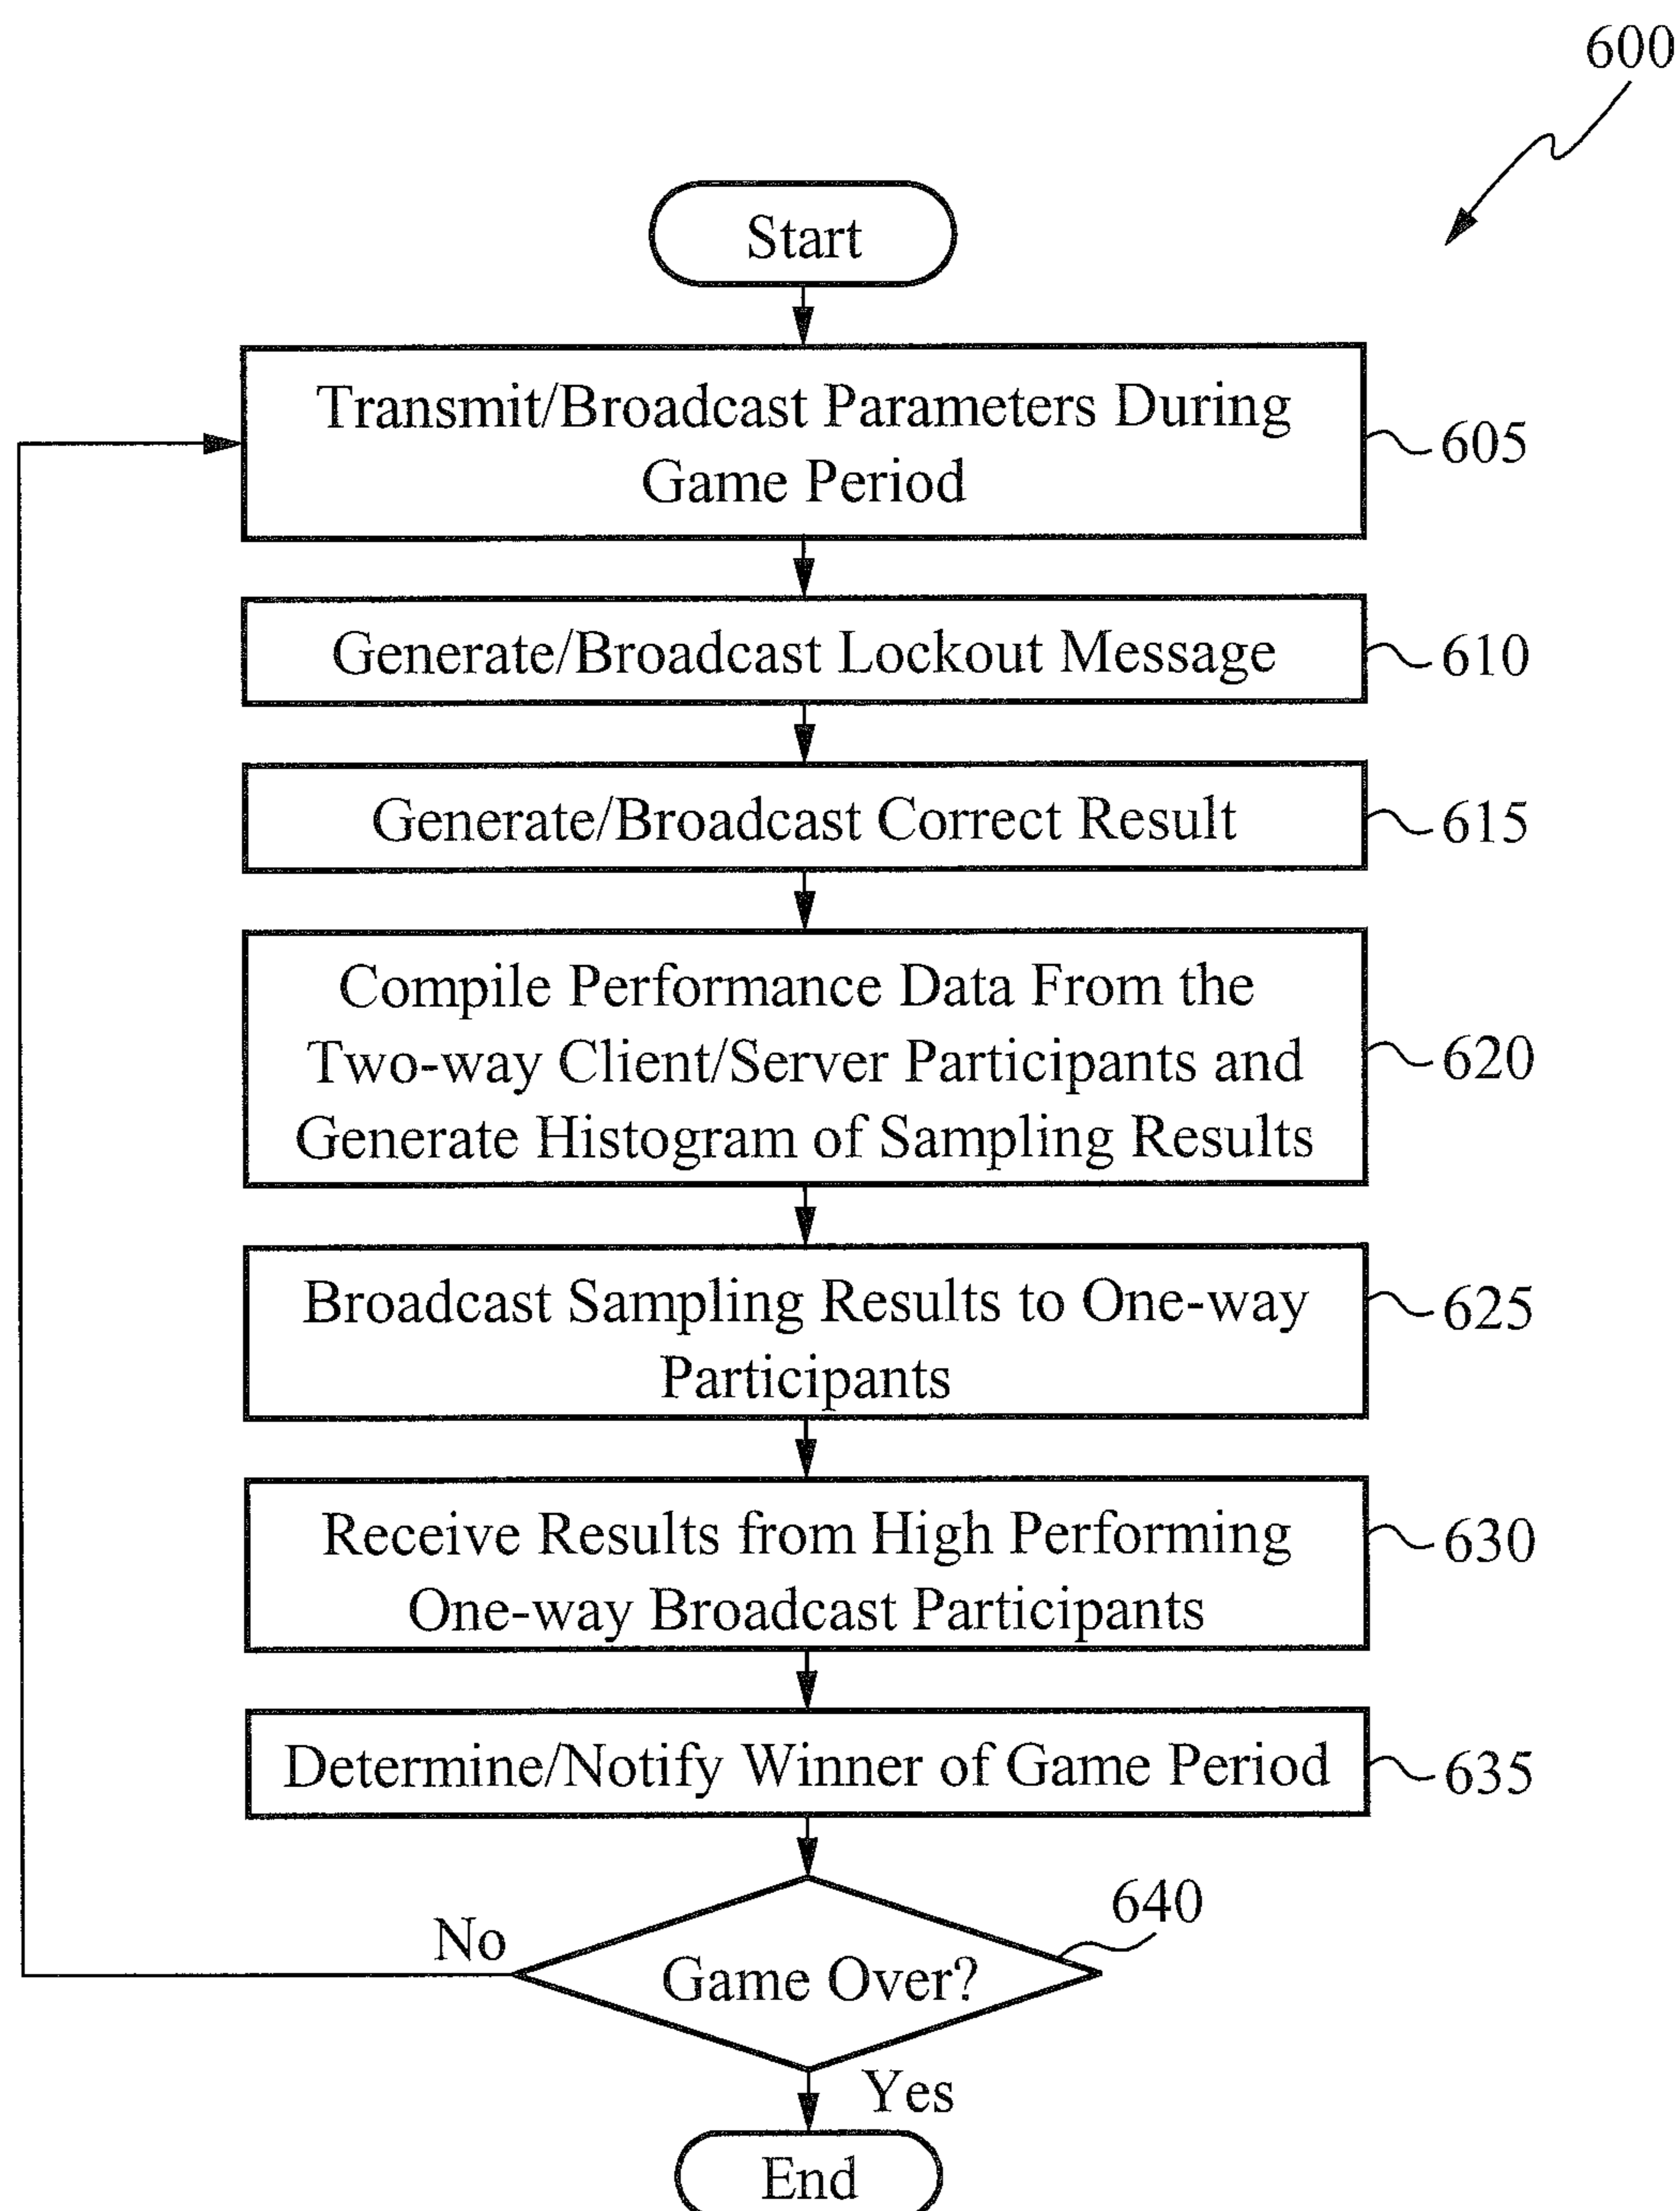 600
Start
Transmit/Broadcast Parameters During
Game Period
605
Generate/Broadcast Lockout Message
610
Generate/Broadcast Correct Result
615
Compile Performance Data From the
Two-way Client/Server Participants and
Generate Histogram of Sampling Results
620
Broadcast Sampling Results to One-way
Participants
625
Receive Results from High Performing
One-way Broadcast Participants
630
Determine/Notify Winner of Game Period
635
640
No
Game Over?
Yes
End